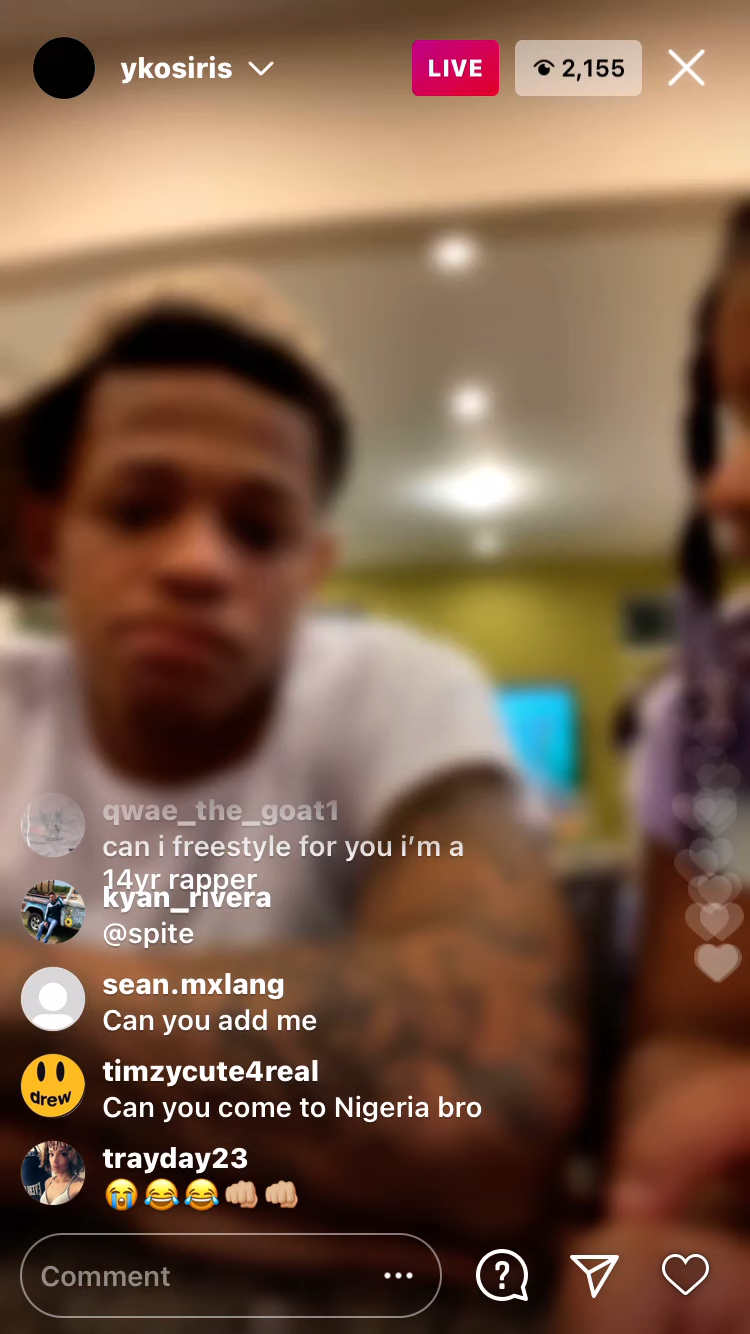 ykosiris
LIVE
2,155
qwae_the_goat1
can i freestyle for you i’m a
14yr rapper
kyan_rivera
@spite
sean.mxlang
Can you add me
drew
timzycute4real
Can you come to Nigeria bro
trayday23
😭😂😂👊🏼👊🏼
Comment